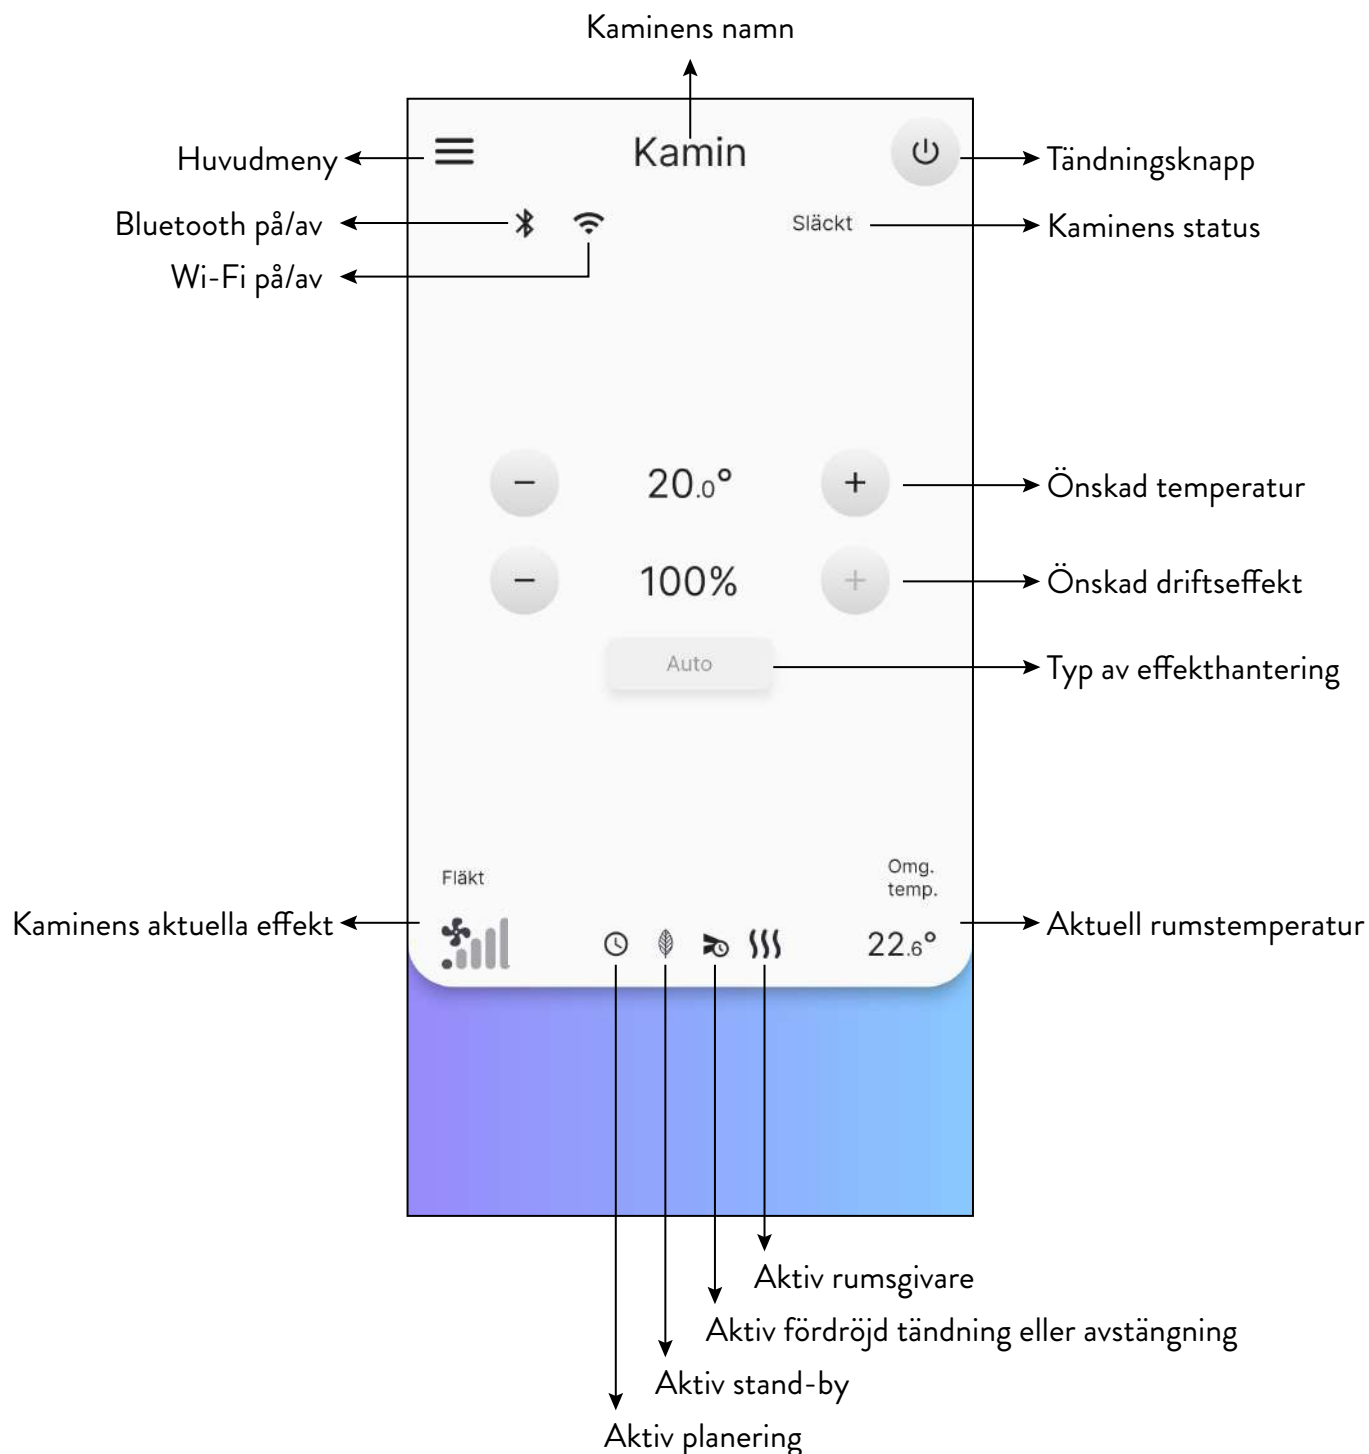 Kaminens namn
Huvudmeny
Kamin
Tändningsknapp
Bluetooth på/av
Släckt
Kaminens status
Wi-Fi på/av
− 20.0° +
Önskad temperatur
− 100% +
Önskad driftseffekt
Auto
Typ av effekthantering
Fläkt
Omg.
temp.
Kaminens aktuella effekt
22.6°
Aktuell rumstemperatur
Aktiv rumsgivare
Aktiv fördröjd tändning eller avstängning
Aktiv stand-by
Aktiv planering